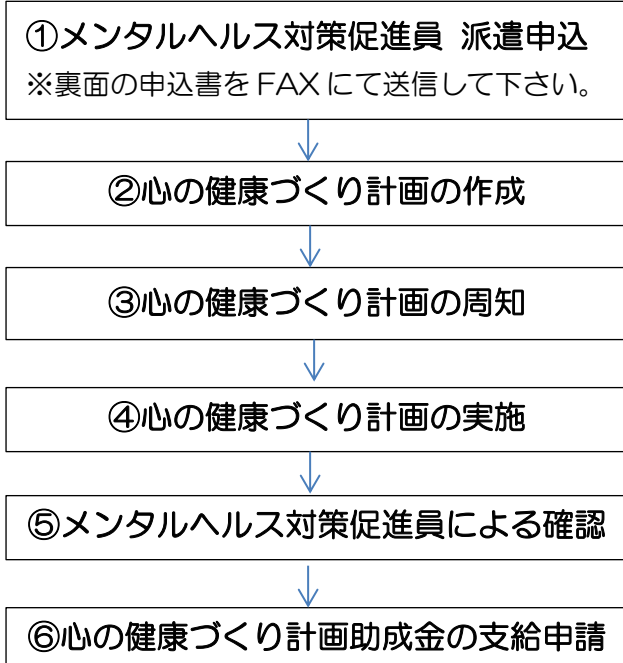 ①メンタルヘルス対策促進員 派遣申込
※裏面の申込書をFAXにて送信して下さい。
②心の健康づくり計画の作成
③心の健康づくり計画の周知
④心の健康づくり計画の実施
⑤メンタルヘルス対策促進員による確認
⑥心の健康づくり計画助成金の支給申請